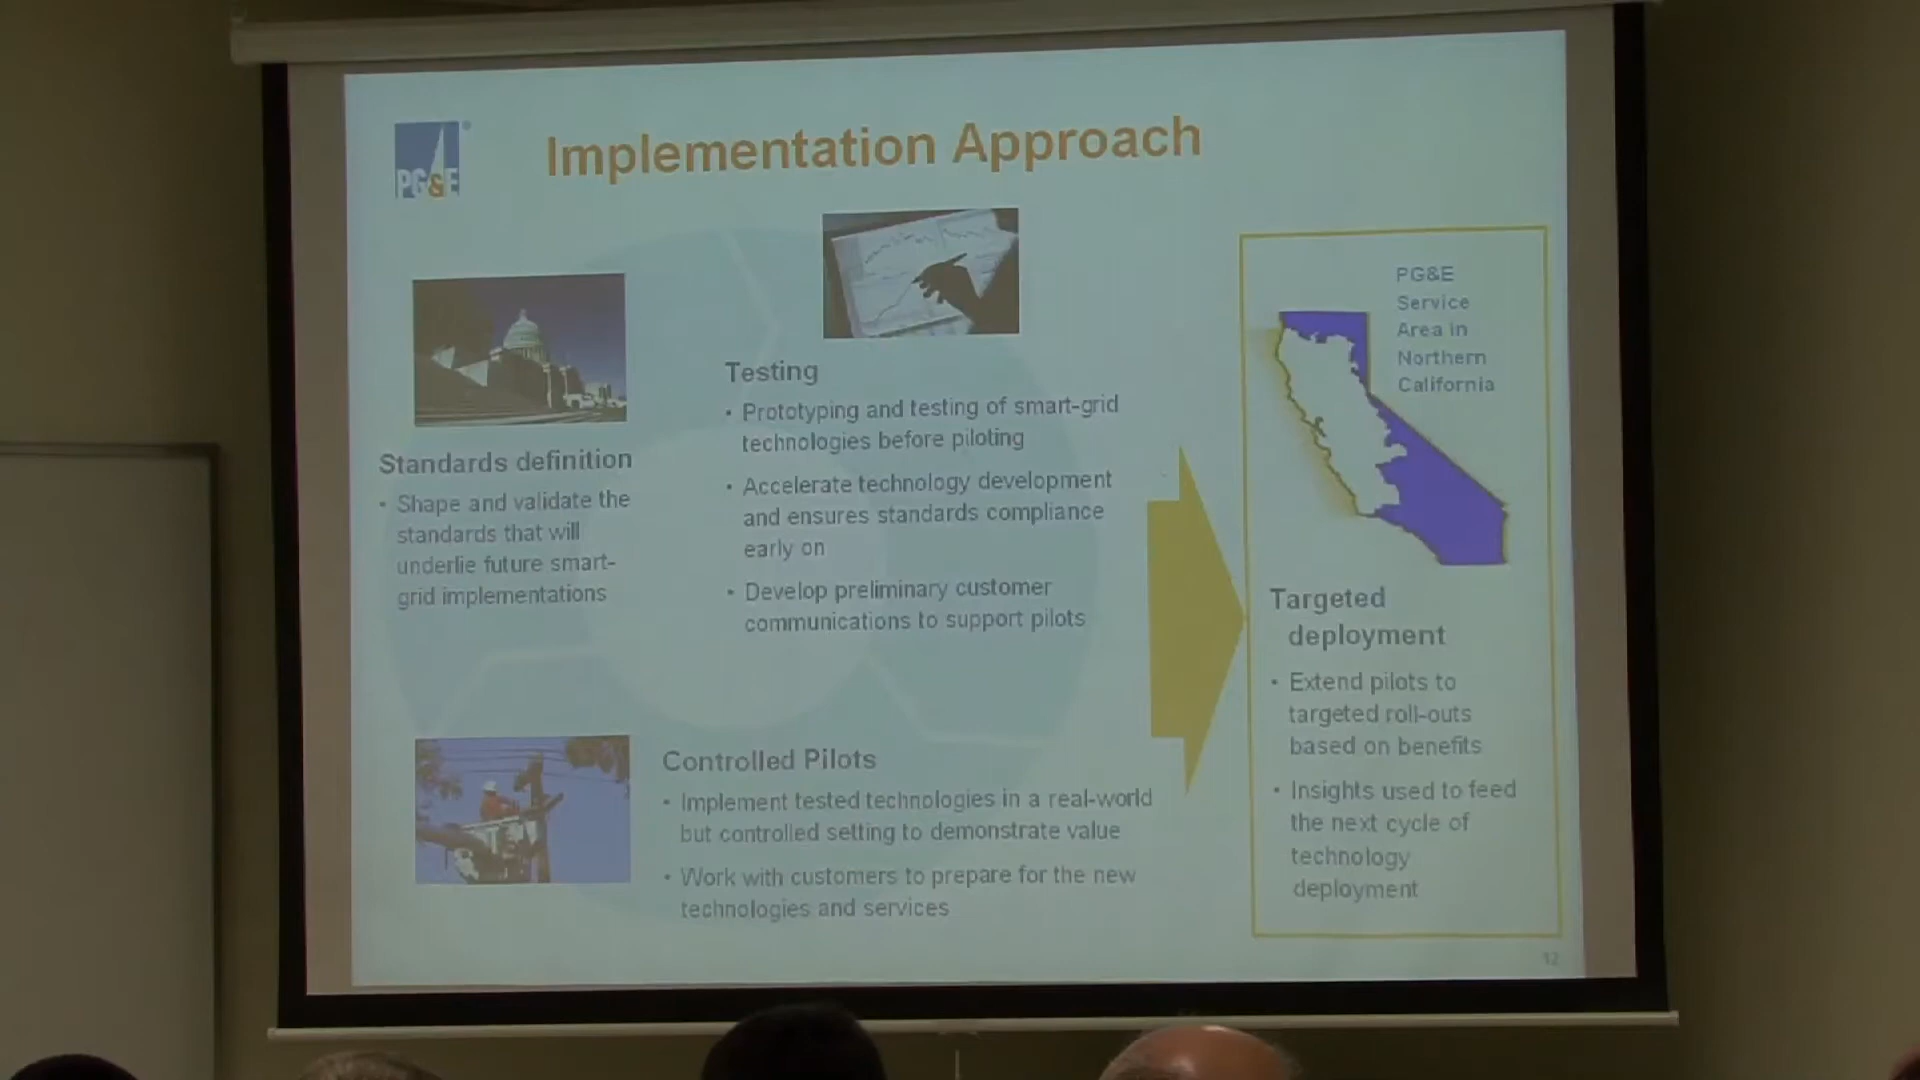 PG&E
Implementation Approach
Standards definition
• Shape and validate the
standards that will
underlie future smart-
grid implementations
Testing
• Prototyping and testing of smart-grid
technologies before piloting
• Accelerate technology development
and ensures standards compliance
early on
• Develop preliminary customer
communications to support pilots
Controlled Pilots
• Implement tested technologies in a real-world
but controlled setting to demonstrate value
• Work with customers to prepare for the new
technologies and services
PG&E
Service
Area in
Northern
California
Targeted
deployment
• Extend pilots to
targeted roll-outs
based on benefits
• Insights used to feed
the next cycle of
technology
deployment
12